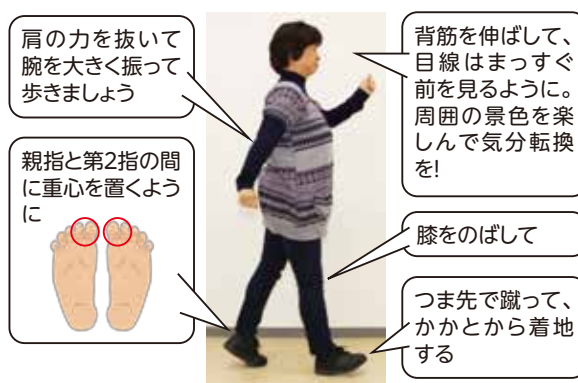 肩の力を抜いて
腕を大きく振って
歩きましょう
親指と第2指の間
に重心を置くよう
に
背筋を伸ばして、
目線はまっすぐ
前を見るように。
周囲の景色を楽
しんで気分転換
を!
膝をのばして
つま先で蹴って、
かかとから着地
する